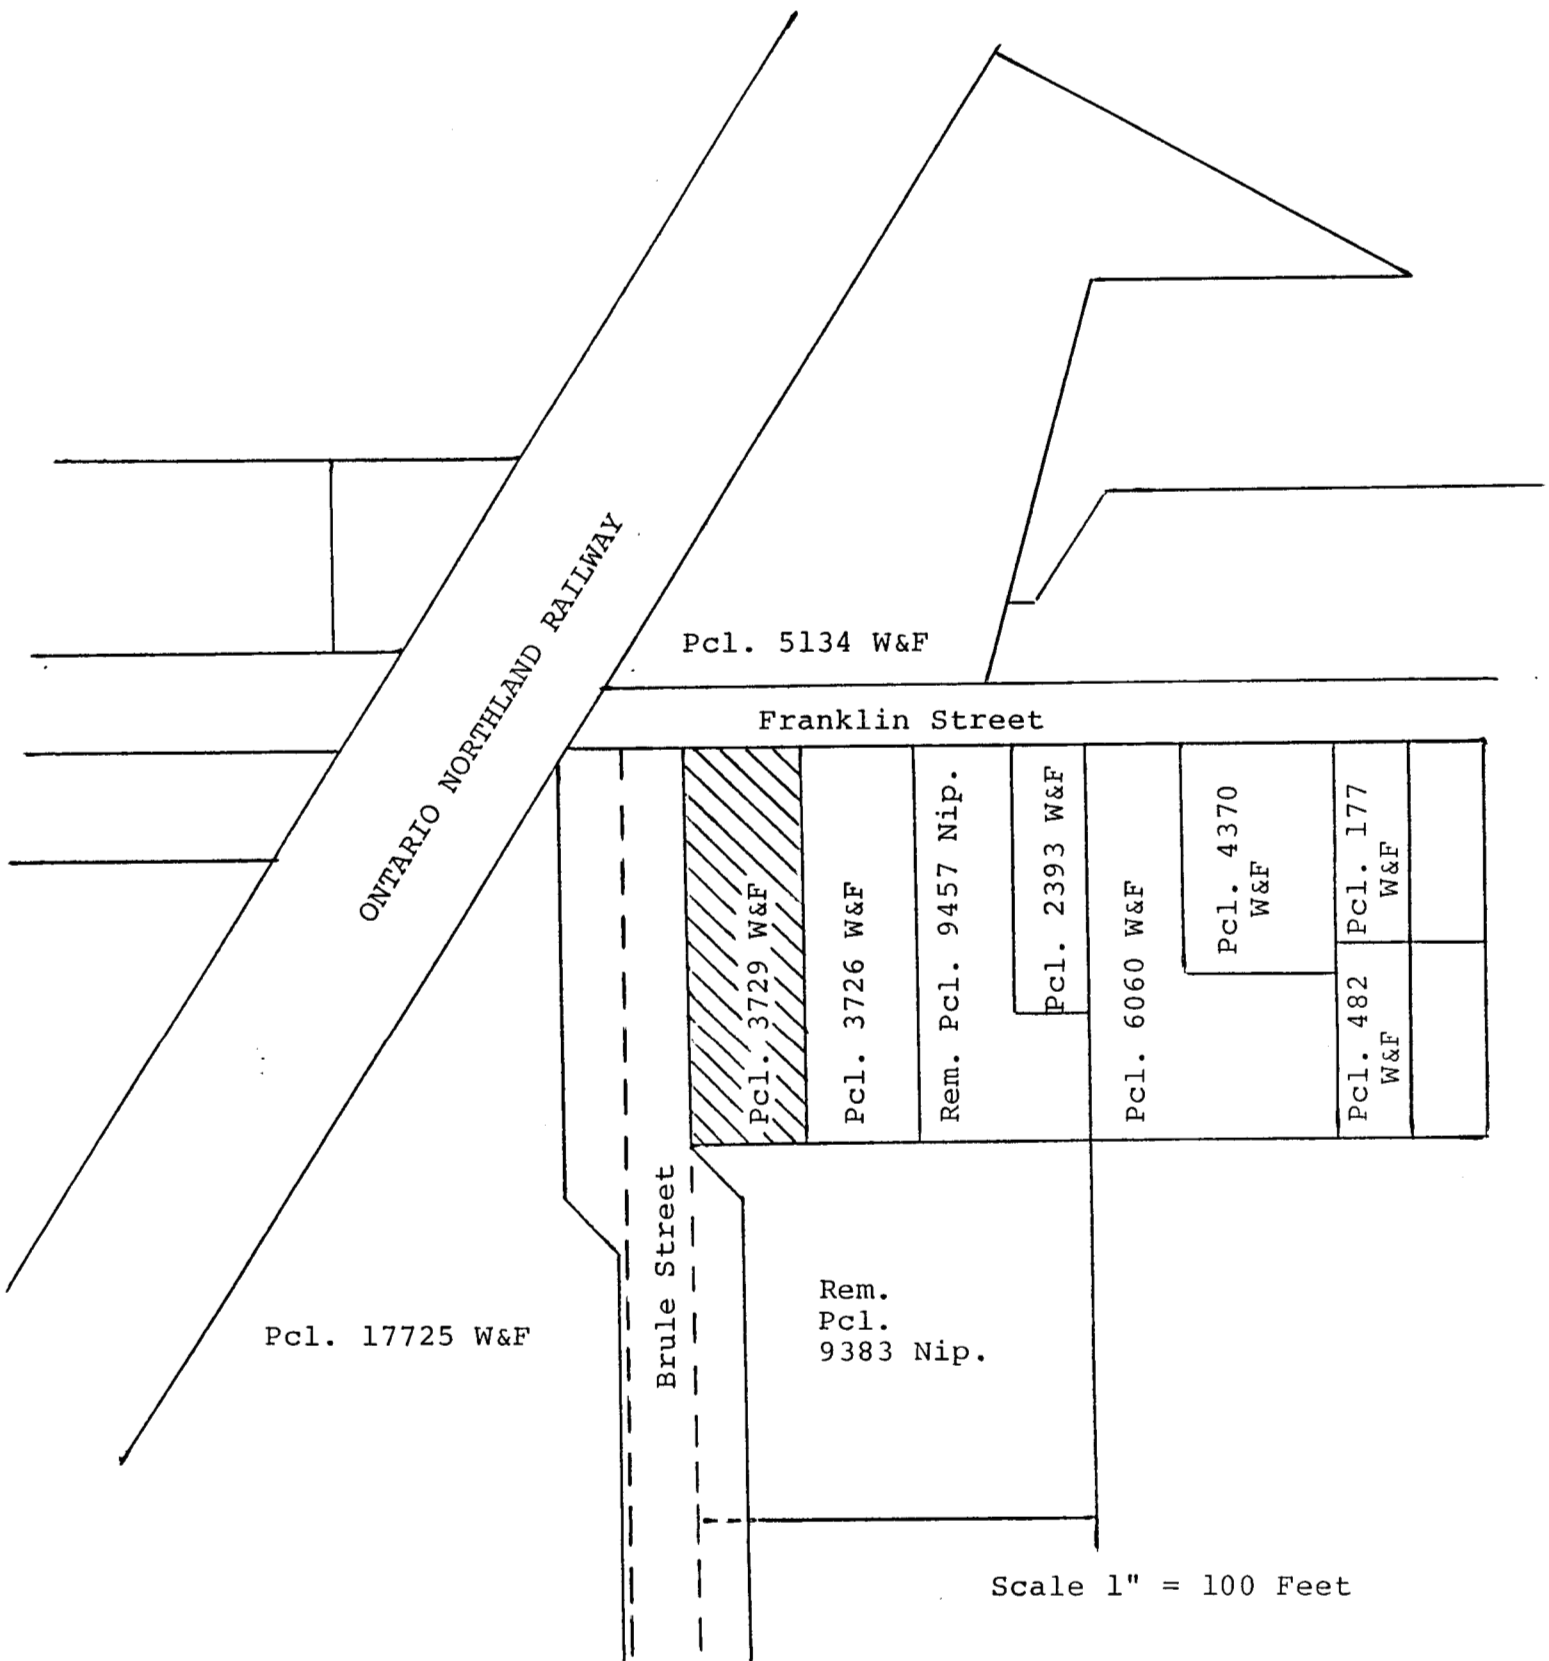 ONTARIO NORTHLAND RAILWAY
Pcl. 5134 W&F
Franklin Street
Pcl. 3729 W&F
Pcl. 3726 W&F
Rem. Pcl. 9457 Nip.
Pcl. 2393 W&F
Pcl. 6060 W&F
Pcl. 4370
W&F
Pcl. 177
W&F
Pcl. 482
W&F
Brule Street
Pcl. 17725 W&F
Rem.
Pcl.
9383 Nip.
Scale 1" = 100 Feet